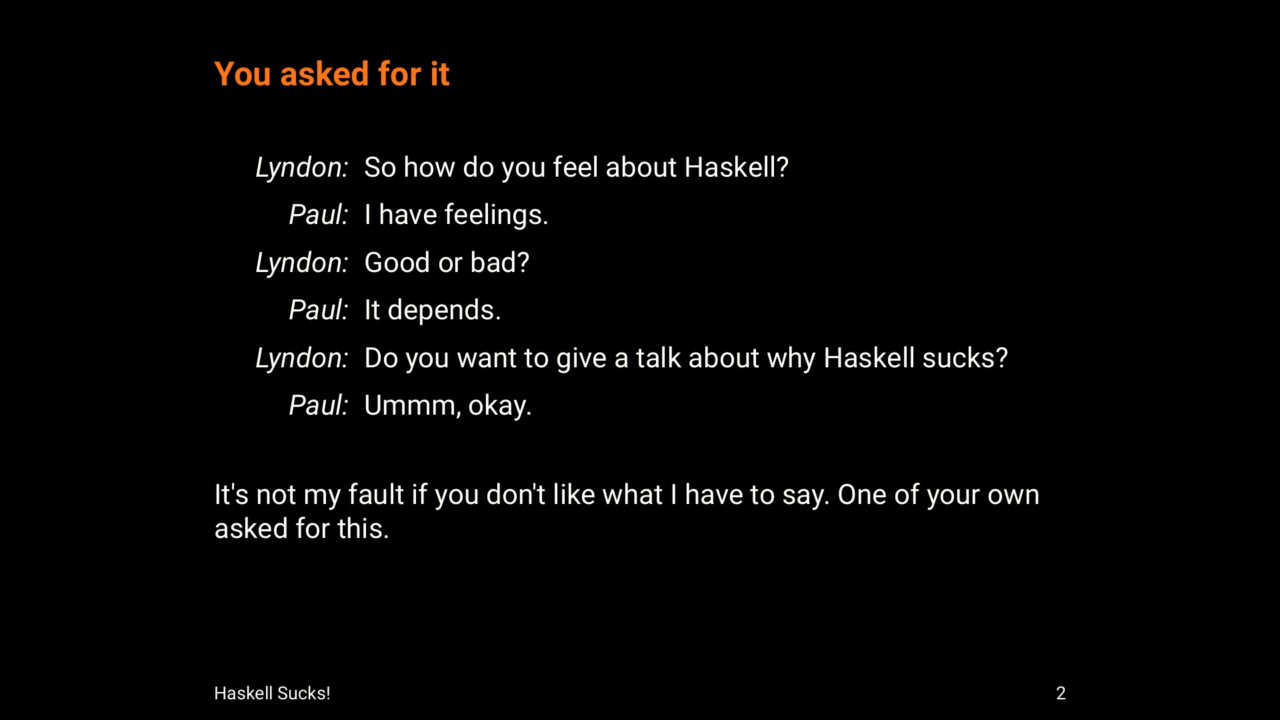 You asked for it
Lyndon: So how do you feel about Haskell?
Paul: I have feelings.
Lyndon: Good or bad?
Paul: It depends.
Lyndon: Do you want to give a talk about why Haskell sucks?
Paul: Ummm, okay.
It's not my fault if you don't like what I have to say. One of your own
asked for this.
Haskell Sucks! 2